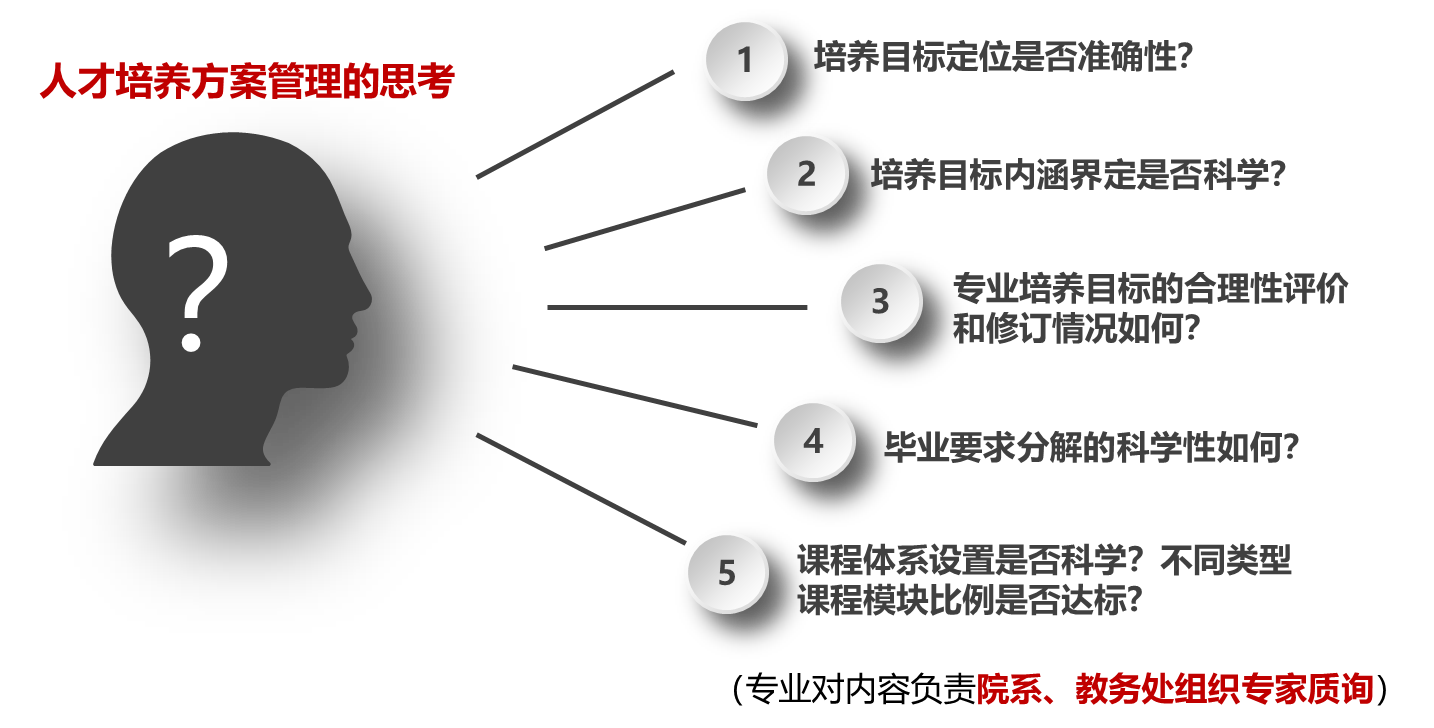 人才培养方案管理的思考
?
1
培养目标定位是否准确性？
2
培养目标内涵界定是否科学？
3
专业培养目标的合理性评价
和修订情况如何？
4
毕业要求分解的科学性如何？
5
课程体系设置是否科学？不同类型
课程模块比例是否达标？
（专业对内容负责院系、教务处组织专家质询）